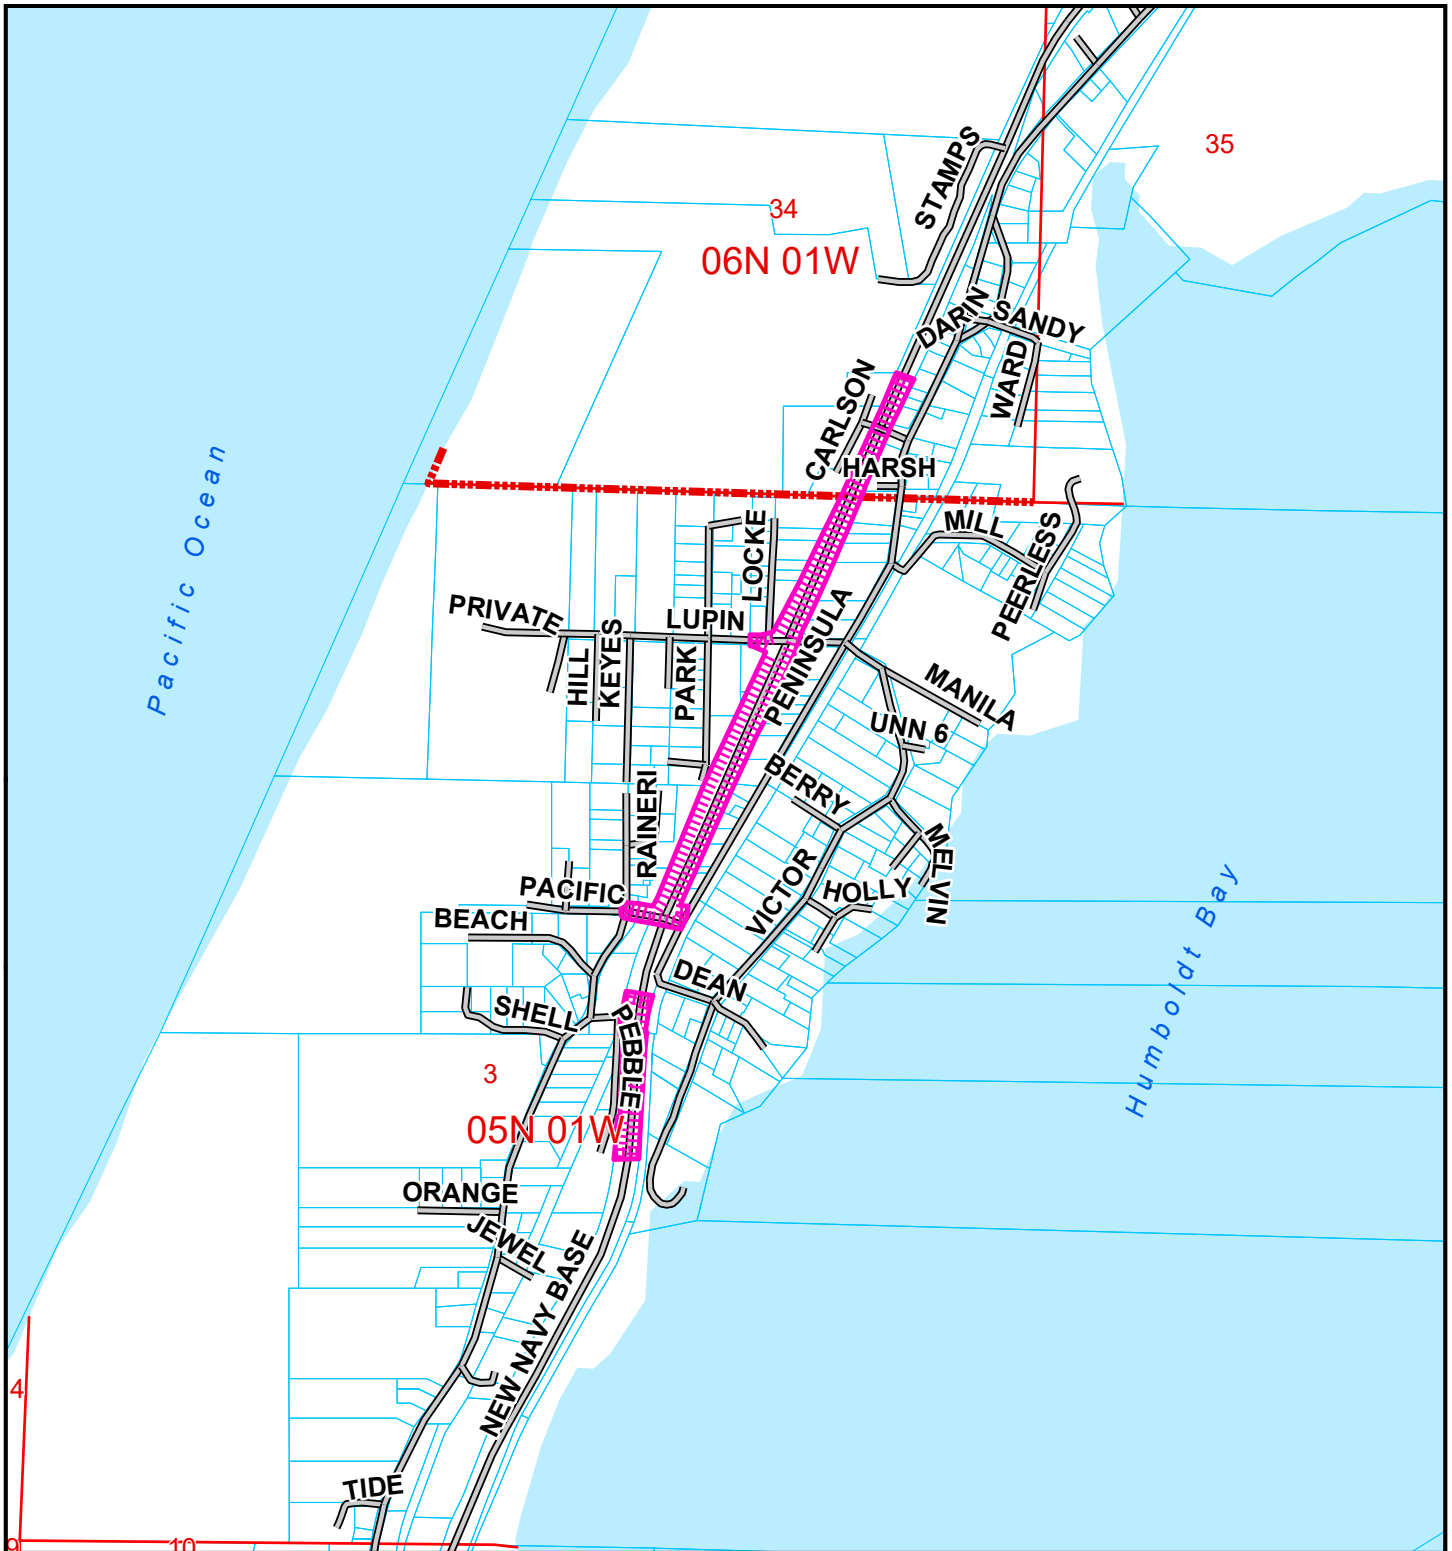 35
STAMPS
34
06N 01W
DARIN
SANDY
WARD
CARLSON
HARSH
Pacific Ocean
MILL
LOCKE
PEERLESS
PRIVATE
LUPIN
PENINSULA
HILL
KEYES
PARK
MANILA
UNN 6
BERRY
RAINERI
MELVIN
VICTOR
HOLLY
PACIFIC
BEACH
Humboldt Bay
DEAN
SHELL
PEBBLE
3
05N 01W
ORANGE
JEWEL
NEW NAVY BASE
4
TIDE
9
10